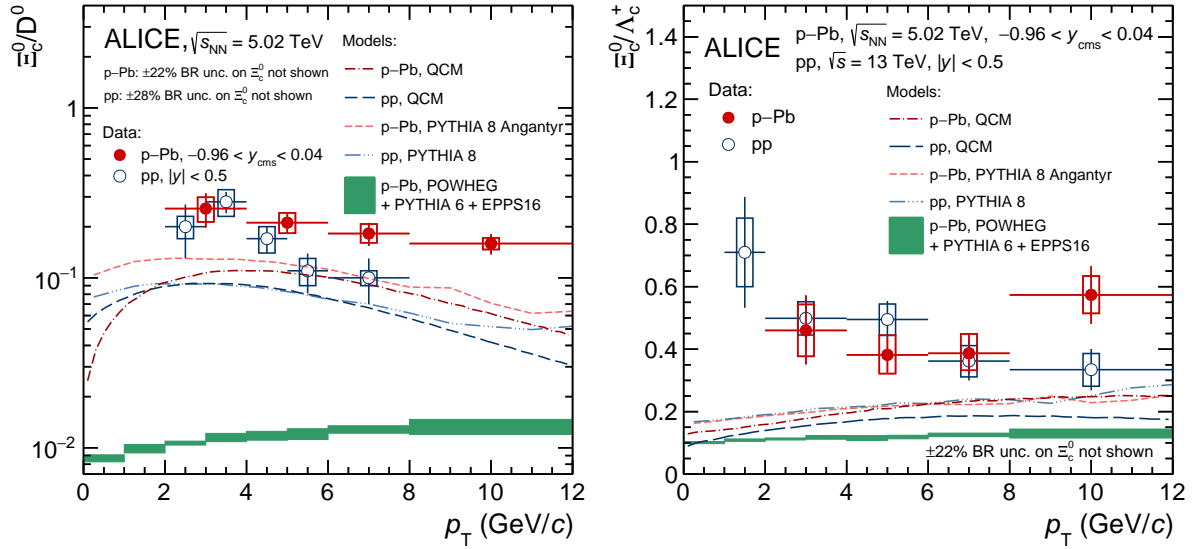 Ξc0/D0
ALICE, √sNN = 5.02 TeV
p−Pb: ±22% BR unc. on Ξc0 not shown
pp: ±28% BR unc. on Ξc0 not shown
Data:
p−Pb, -0.96 < ycms < 0.04
pp, |y| < 0.5
Models:
p−Pb, QCM
pp, QCM
p−Pb, PYTHIA 8 Angantyr
pp, PYTHIA 8
p−Pb, POWHEG
+ PYTHIA 6 + EPPS16
1
10−1
10−2
0 2 4 6 8 10 12
pT (GeV/c)
Ξc0/Λc+
ALICE
p−Pb, √sNN = 5.02 TeV, −0.96 < ycms < 0.04
pp, √s = 13 TeV, |y| < 0.5
Data:
p−Pb
pp
Models:
p−Pb, QCM
pp, QCM
p−Pb, PYTHIA 8 Angantyr
pp, PYTHIA 8
p−Pb, POWHEG
+ PYTHIA 6 + EPPS16
±22% BR unc. on Ξc0 not shown
1.4
1.2
1
0.8
0.6
0.4
0.2
0
0 2 4 6 8 10 12
pT (GeV/c)